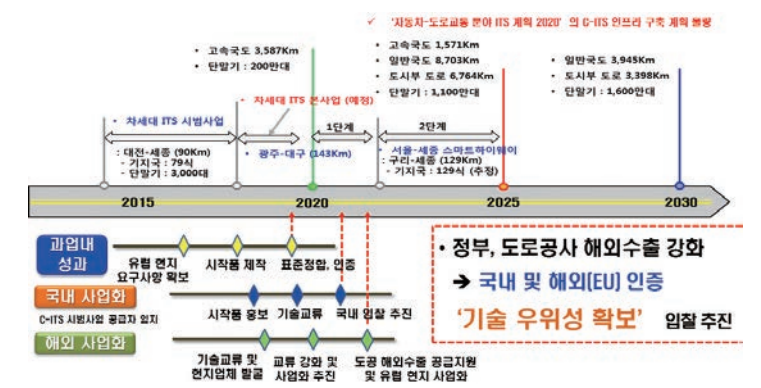 ✓ '자동차-도로교통 분야 ITS 계획 2020' 의 C-ITS 인프라 구축 계획 물량
• 고속국도 3,587Km
• 단말기 : 200만대
• 고속국도 1,571Km
• 일반국도 8,703Km
• 도시부 도로 6,764Km
• 단말기 : 1,100만대
• 일반국도 3,945Km
• 도시부 도로 3,398Km
• 단말기 : 1,600만대
• 차세대 ITS 시범사업
• 차세대 ITS 본사업 (예정)
1단계
2단계
: 대전-세종 (90Km)
- 기지국 : 79식
- 단말기 : 3,000대
• 광주-대구 (143Km)
• 서울-세종 스마트하이웨이
: 구리-세종 (129Km)
- 기지국 : 129식 (추정)
2015
2020
2025
2030
과업내 성과
유럽 현지
요구사항 확보
시작품 제작
표준정합, 인증
국내 사업화
C-ITS 시범사업 공급자 입지
시작품 홍보
기술교류
국내 입찰 추진
해외 사업화
기술교류 및
현지업체 발굴
교류 강화 및
사업화 추진
도공 해외수출 공급지원
및 유럽 현지 사업화
• 정부, 도로공사 해외수출 강화
➔ 국내 및 해외(EU) 인증
'기술 우위성 확보' 입찰 추진